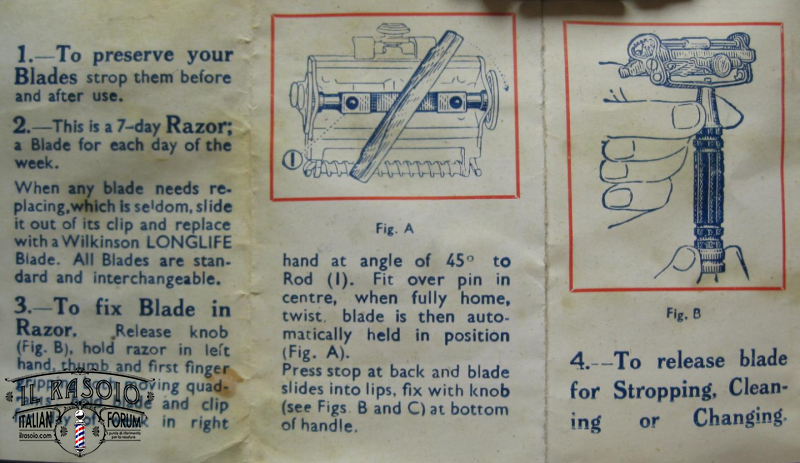 1.—To preserve your
Blades strop them before
and after use.
2.—This is a 7-day Razor;
a Blade for each day of the
week.
When any blade needs re-
placing, which is seldom, slide
it out of its clip and replace
with a Wilkinson LONGLIFE
Blade. All Blades are stan-
dard and interchangeable.
3.—To fix Blade in
Razor. Release knob
(Fig. B), hold razor in left
hand, thumb and first finger
moving quad-
and clip
in right
IL RASOIO
ITALIAN FORUM
ilrasoio.com
1
Fig. A
hand at angle of 45° to
Rod (1). Fit over pin in
centre, when fully home,
twist. blade is then auto-
matically held in position
(Fig. A).
Press stop at back and blade
slides into lips, fix with knob
(see Figs. B and C) at bottom
of handle.
Fig. B
4.--To release blade
for Stropping, Clean-
ing or Changing.